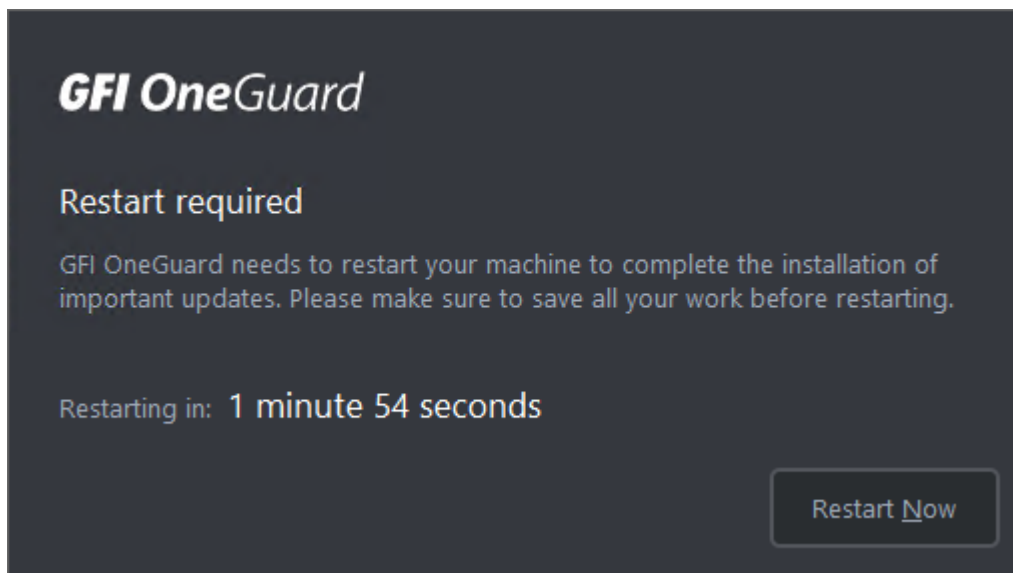 GFI OneGuard
Restart required
GFI OneGuard needs to restart your machine to complete the installation of
important updates. Please make sure to save all your work before restarting.
Restarting in: 1 minute 54 seconds
Restart Now